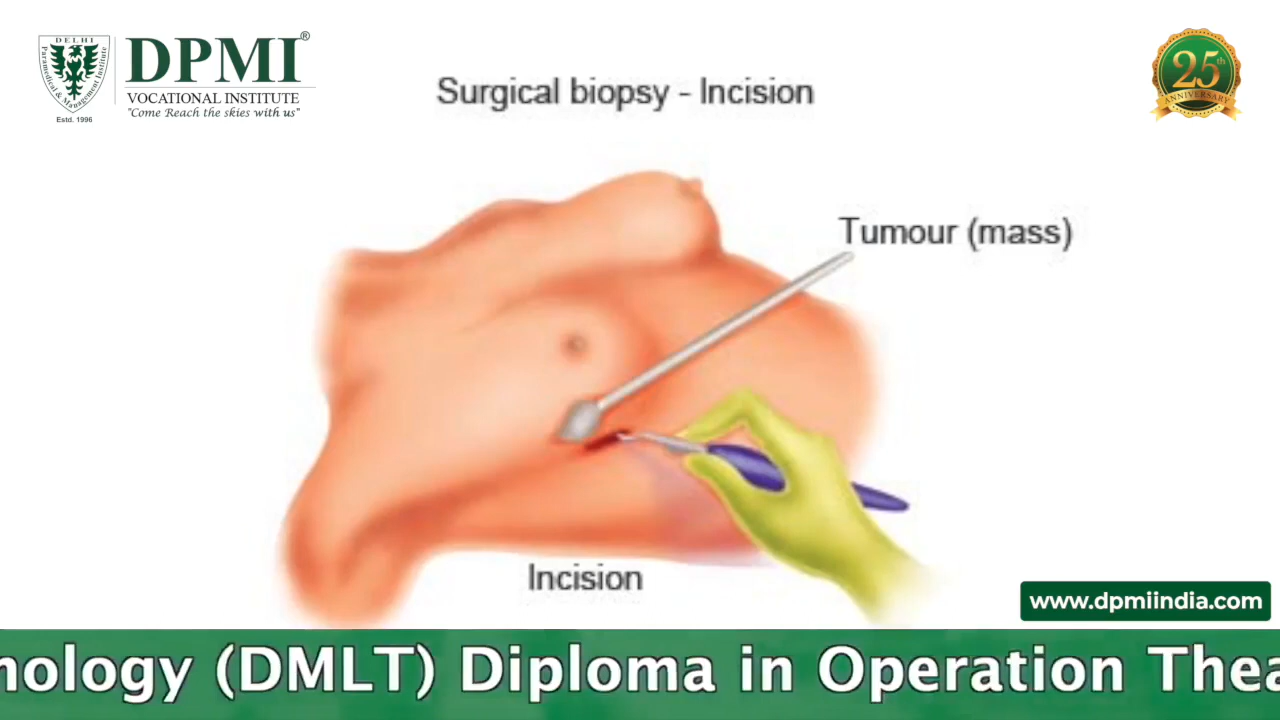 DELHI
Paramedical & Management Institute
Estd. 1996
DPMI®
VOCATIONAL INSTITUTE
"Come Reach the skies with us"
25th
ANNIVERSARY
Surgical biopsy - Incision
Tumour (mass)
Incision
www.dpmiindia.com
nology (DMLT) Diploma in Operation Thea